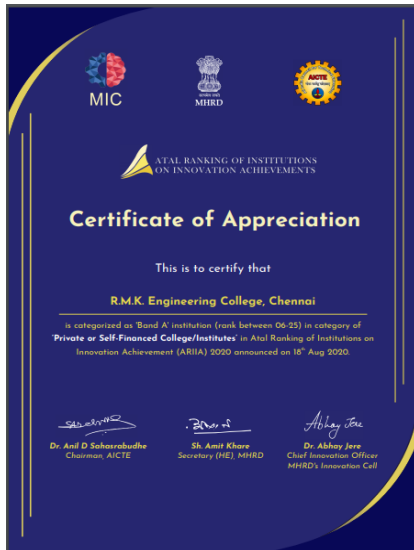 MIC
MHRD
AICTE
ATAL RANKING OF INSTITUTIONS
ON INNOVATION ACHIEVEMENTS
Certificate of Appreciation
This is to certify that
R.M.K. Engineering College, Chennai
is categorized as 'Band A' institution (rank between 06-25) in category of
'Private or Self-Financed College/Institutes' in Atal Ranking of Institutions on
Innovation Achievement (ARIIA) 2020 announced on 18th Aug 2020.
Abhay Jere
Dr. Anil D Sahasrabudhe
Chairman, AICTE
Sh. Amit Khare
Secretary (HE), MHRD
Dr. Abhay Jere
Chief Innovation Officer
MHRD's Innovation Cell